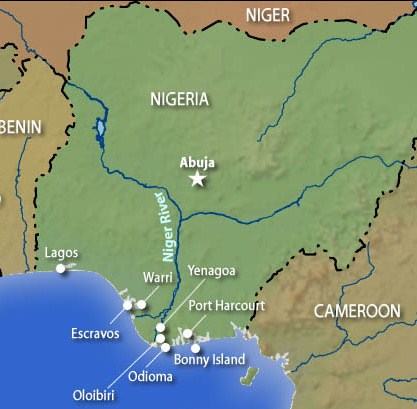 NIGER
NIGERIA
BENIN
Abuja
Niger River
Lagos
Warri
Yenagoa
Port Harcourt
Escravos
CAMEROON
Bonny Island
Odioma
Oloibiri